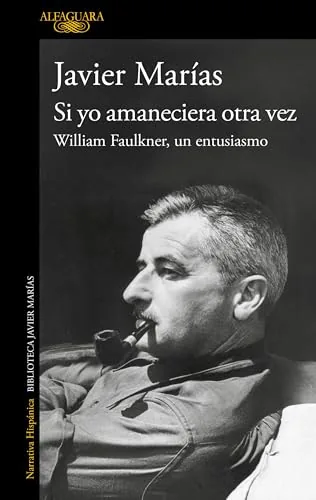 ALFAGUARA
Javier Marías
Si yo amaneciera otra vez
William Faulkner, un entusiasmo
Narrativa Hispánica BIBLIOTECA JAVIER MARÍAS